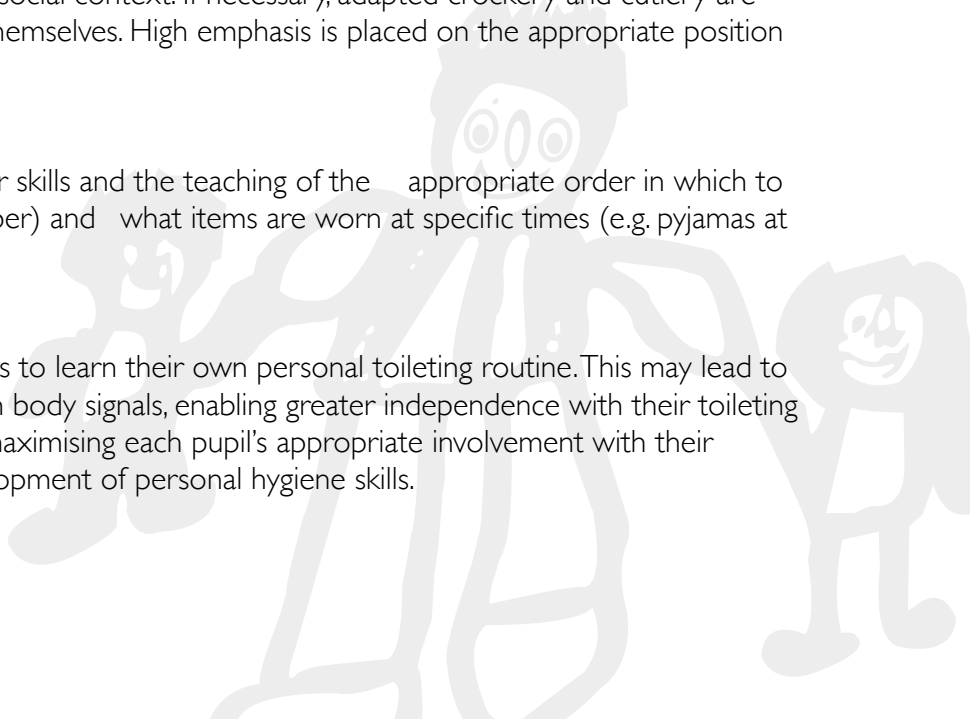 social context. If necessary, adapted crockery and cutlery are
hemselves. High emphasis is placed on the appropriate position
r skills and the teaching of the appropriate order in which to
per) and what items are worn at specific times (e.g. pyjamas at
s to learn their own personal toileting routine. This may lead to
n body signals, enabling greater independence with their toileting
naximising each pupil's appropriate involvement with their
opment of personal hygiene skills.